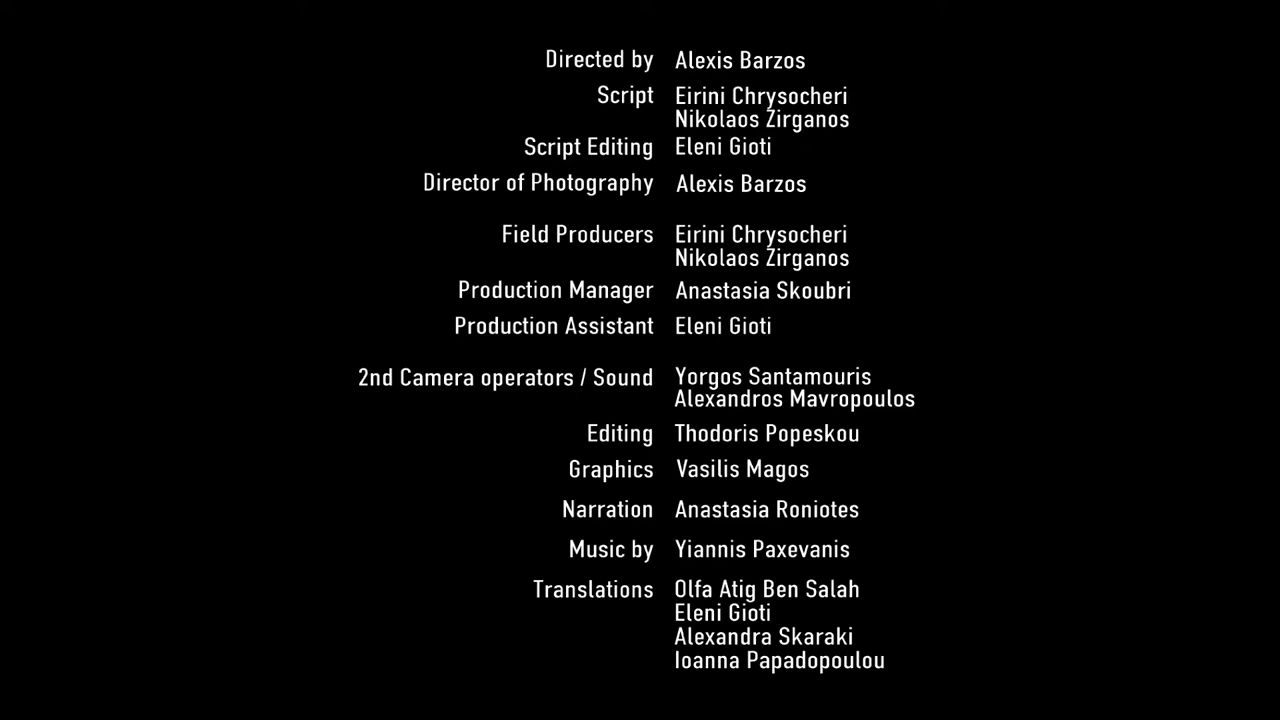 Directed by Alexis Barzos
Script Eirini Chrysocheri
Nikolaos Zirganos
Script Editing Eleni Gioti
Director of Photography Alexis Barzos
Field Producers Eirini Chrysocheri
Nikolaos Zirganos
Production Manager Anastasia Skoubri
Production Assistant Eleni Gioti
2nd Camera operators / Sound Yorgos Santamouris
Alexandros Mavropoulos
Editing Thodoris Popeskou
Graphics Vasilis Magos
Narration Anastasia Roniotes
Music by Yiannis Paxevanis
Translations Olfa Atig Ben Salah
Eleni Gioti
Alexandra Skaraki
Ioanna Papadopoulou